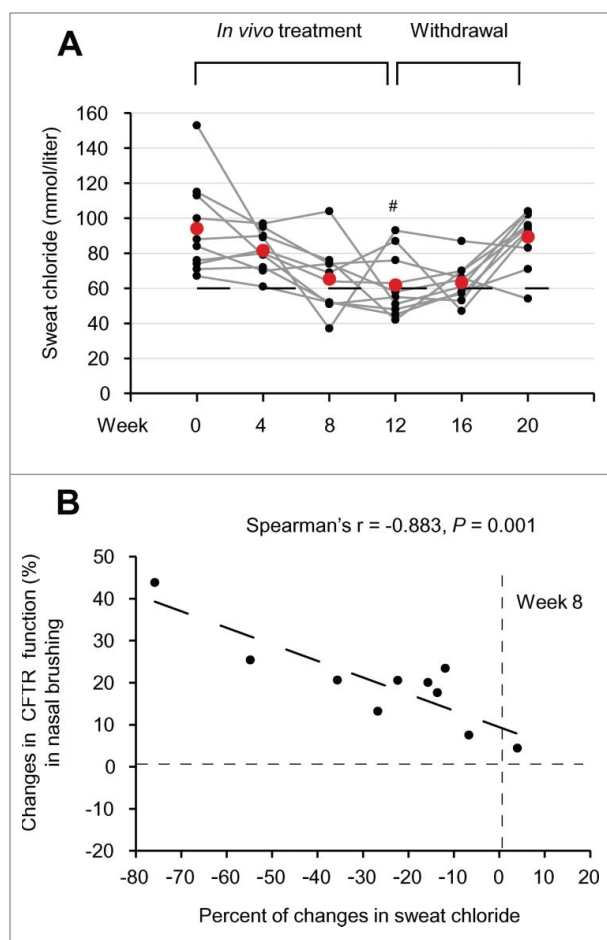 A
In vivo treatment
Withdrawal
Sweat chloride (mmol/liter)
160
140
120
100
80
60
40
20
0
#
Week 0 4 8 12 16 20
B
Spearman's r = -0.883, P = 0.001
Changes in CFTR function (%)
in nasal brushing
50
40
30
20
10
0
-10
-20
Week 8
-80 -70 -60 -50 -40 -30 -20 -10 0 10 20
Percent of changes in sweat chloride